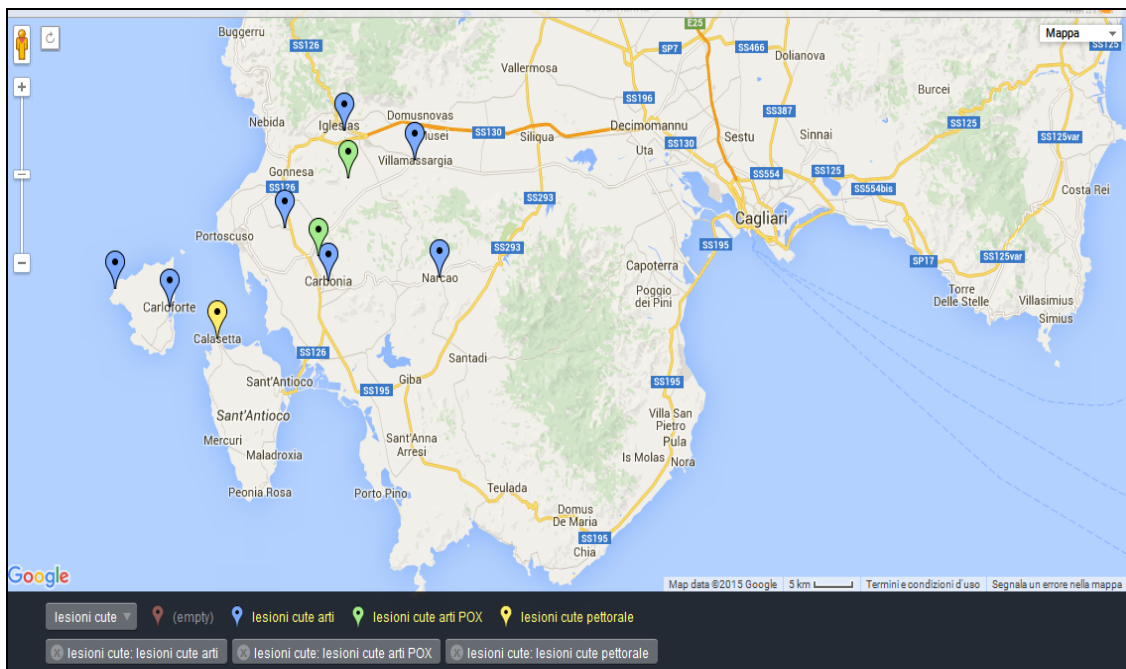 Buggerru
SS126
Vallermosa
E25
SP7
SS466
Dolianova
Mappa
SS125
Burcei
SS196
SS387
Nebida
Iglesias
Domusnovas
Musei
SS130
Siliqua
Decimomannu
Sestu
Sinnai
SS125
SS125var
Villamassargia
Uta
SS130
Gonnesa
SS126
SS293
SS554
SS125
SS554bis
Costa Rei
Cagliari
Portoscuso
SS293
SS195
SP17
SS125var
Carbonia
Narcao
Capoterra
Poggio
dei Pini
Torre
Delle Stelle
Villasimius
Simius
Carloforte
Calasetta
SS126
Santadi
Sant'Antioco
SS195
Giba
SS195
Sant'Antioco
Villa San
Pietro
Mercuri
Sant'Anna
Arresi
Pula
Maladroxia
Is Molas
Nora
Peonia Rosa
Porto Pino
Teulada
Domus
De Maria
SS195
Chia
Google
Map data ©2015 Google
5 km
Termini e condizioni d'uso
Segnala un errore nella mappa
lesioni cute
(empty)
lesioni cute arti
lesioni cute arti POX
lesioni cute pettorale
lesioni cute: lesioni cute arti
lesioni cute: lesioni cute arti POX
lesioni cute: lesioni cute pettorale